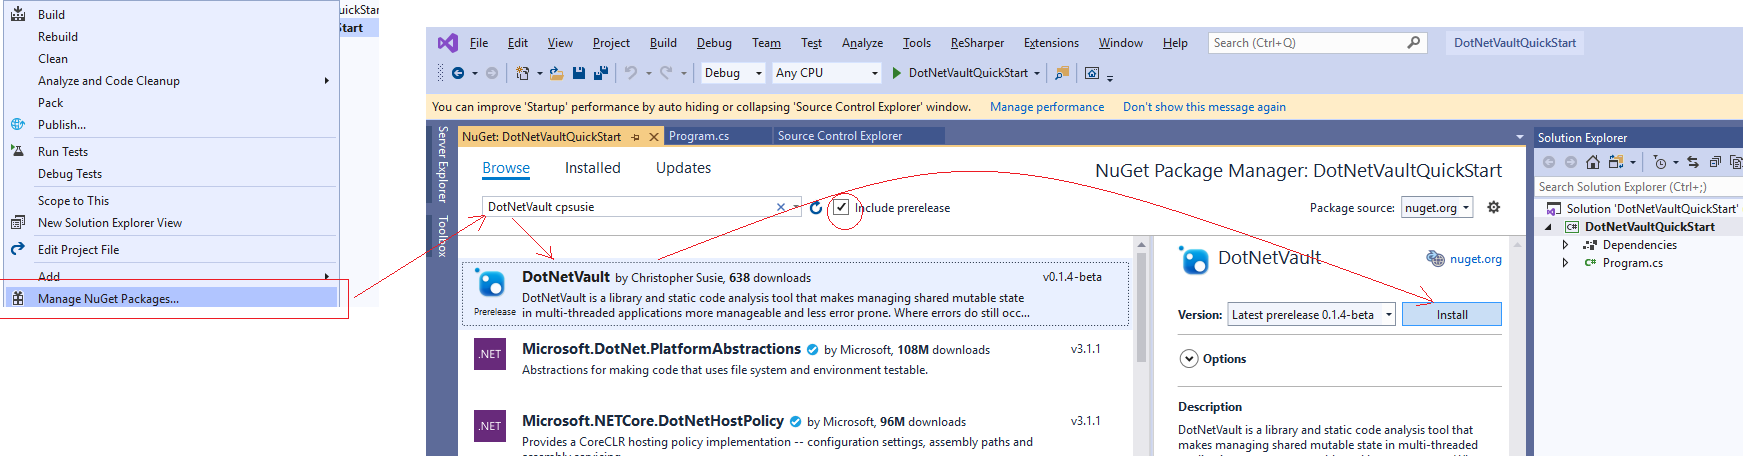 Build
Rebuild
Clean
Analyze and Code Cleanup
Pack
Publish...
Run Tests
Debug Tests
Scope to This
New Solution Explorer View
Edit Project File
Add
Manage NuGet Packages...
File Edit View Project Build Debug Team Test Analyze Tools ReSharper Extensions Window Help Search (Ctrl+Q) DotNetVaultQuickStart
Debug Any CPU DotNetVaultQuickStart
You can improve 'Startup' performance by auto hiding or collapsing 'Source Control Explorer' window. Manage performance Don't show this message again
Server Explorer
Toolbox
NuGet: DotNetVaultQuickStart Program.cs Source Control Explorer
Browse Installed Updates
NuGet Package Manager: DotNetVaultQuickStart
DotNetVault cpsusie
Include prerelease
Package source: nuget.org
DotNetVault by Christopher Susie, 638 downloads v0.1.4-beta
Prerelease
DotNetVault is a library and static code analysis tool that makes managing shared mutable state
in multi-threaded applications more manageable and less error prone. Where errors do still occ...
.NET
Microsoft.DotNet.PlatformAbstractions by Microsoft, 108M downloads v3.1.1
Abstractions for making code that uses file system and environment testable.
.NET
Microsoft.NETCore.DotNetHostPolicy by Microsoft, 96M downloads v3.1.1
Provides a CoreCLR hosting policy implementation -- configuration settings, assembly paths and
DotNetVault nuget.org
Version: Latest prerelease 0.1.4-beta Install
Options
Description
DotNetVault is a library and static code analysis tool that
makes managing shared mutable state in multi-threaded
Solution Explorer
Search Solution Explorer (Ctrl+;)
Solution 'DotNetVaultQuickStart'
C# DotNetVaultQuickStart
Dependencies
C# Program.cs